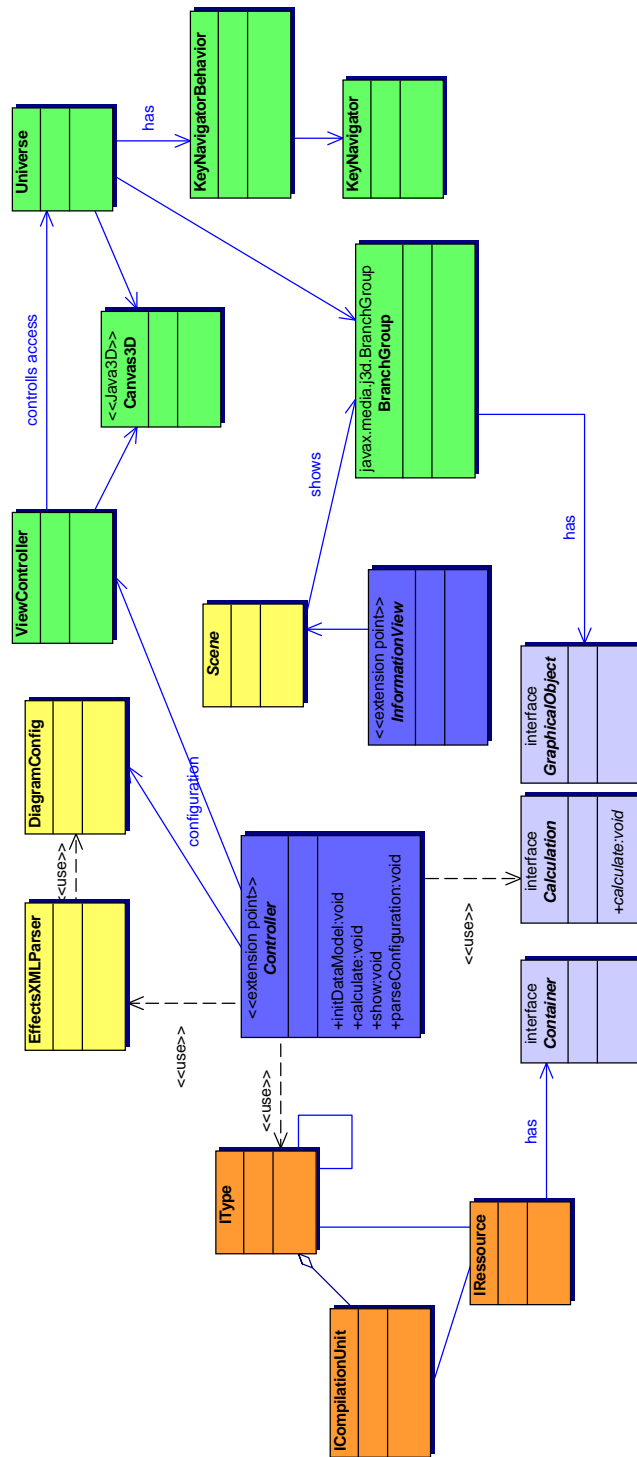 EffectsXMLParser
<<use>>
DiagramConfig
ViewController
controlls access
Universe
<<Java3D>>
Canvas3D
has
KeyNavigatorBehavior
KeyNavigator
<<use>>
configuration
Scene
shows
javax.media.j3d.BranchGroup
BranchGroup
IType
<<use>>
<<extension point>>
Controller
+initDataModel:void
+calculate:void
+show:void
+parseConfiguration:void
<<extension point>>
InformationView
ICompilationUnit
<<use>>
has
IRessource
has
interface
Container
interface
Calculation
+calculate:void
interface
GraphicalObject